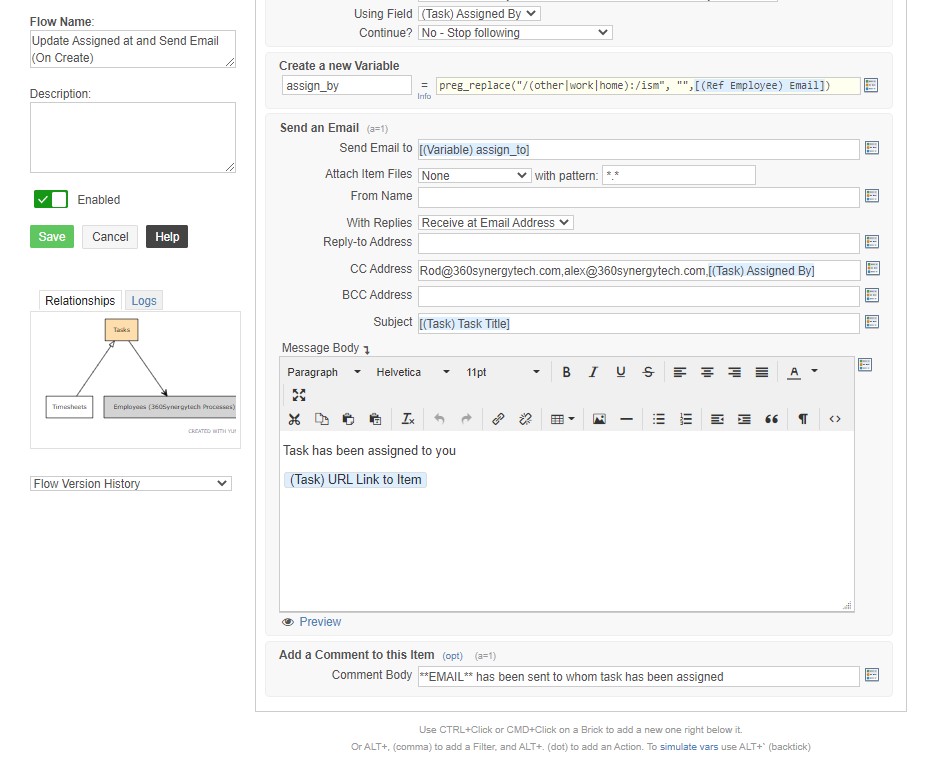 Flow Name:
Update Assigned at and Send Email
(On Create)
Description:
Enabled
Save Cancel Help
Relationships Logs
Tasks
Timesheets Employees (360Synergytech Processes)
CREATED WITH YUF
Flow Version History
Using Field (Task) Assigned By
Continue? No - Stop following
Create a new Variable
assign_by = preg_replace("/(other|work|home):/ism", "",[(Ref Employee) Email])
Info
Send an Email (a=1)
Send Email to [(Variable) assign_to]
Attach Item Files None with pattern: *.*
From Name
With Replies Receive at Email Address
Reply-to Address
CC Address Rod@360synergytech.com,alex@360synergytech.com,[(Task) Assigned By]
BCC Address
Subject [(Task) Task Title]
Message Body
Paragraph Helvetica 11pt B I U S A
Task has been assigned to you
(Task) URL Link to Item
Preview
Add a Comment to this Item (opt) (a=1)
Comment Body **EMAIL** has been sent to whom task has been assigned
Use CTRL+Click or CMD+Click on a Brick to add a new one right below it.
Or ALT+, (comma) to add a Filter, and ALT+. (dot) to add an Action. To simulate vars use ALT+` (backtick)